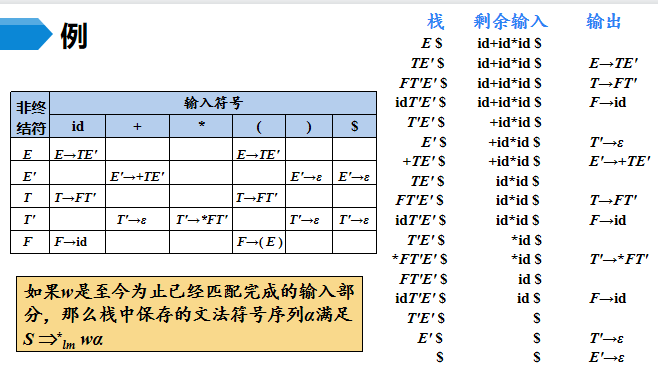 例
非终结符 输入符号
id + * ( ) $
E E→TE' E→TE'
E' E'→+TE' E'→ε E'→ε
T T→FT' T→FT'
T' T'→ε T'→*FT' T'→ε T'→ε
F F→id F→( E )
如果w是至今为止已经匹配完成的输入部
分，那么栈中保存的文法符号序列α满足
S ⇒*lm wα
栈 剩余输入 输出
E $ id+id*id $
TE' $ id+id*id $ E→TE'
FT'E' $ id+id*id $ T→FT'
idT'E' $ id+id*id $ F→id
T'E' $ +id*id $
E' $ +id*id $ T'→ε
+TE' $ +id*id $ E'→+TE'
TE' $ id*id $
FT'E' $ id*id $ T→FT'
idT'E' $ id*id $ F→id
T'E' $ *id $
*FT'E' $ *id $ T'→*FT'
FT'E' $ id $
idT'E' $ id $ F→id
T'E' $ $
E' $ $ T'→ε
$ $ E'→ε